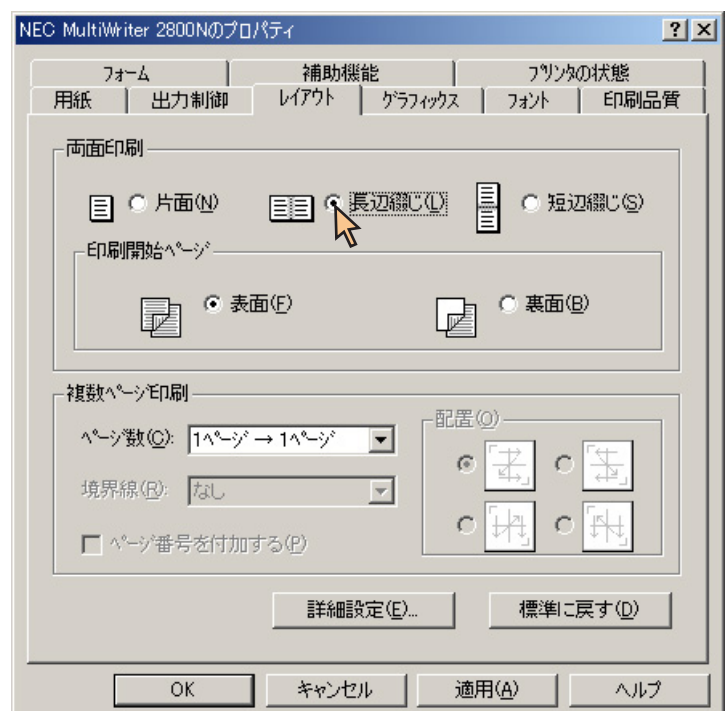 NEC MultiWriter 2800Nのプロパティ
フォーム 補助機能 プリンタの状態
用紙 出力制御 レイアウト グラフィックス フォント 印刷品質
両面印刷
片面(N) 長辺綴じ(L) 短辺綴じ(S)
印刷開始ページ
表面(F) 裏面(B)
複数ページ印刷
ページ数(C): 1ページ → 1ページ
配置(O)
境界線(R): なし
ページ番号を付加する(P)
詳細設定(E)... 標準に戻す(D)
OK キャンセル 適用(A) ヘルプ